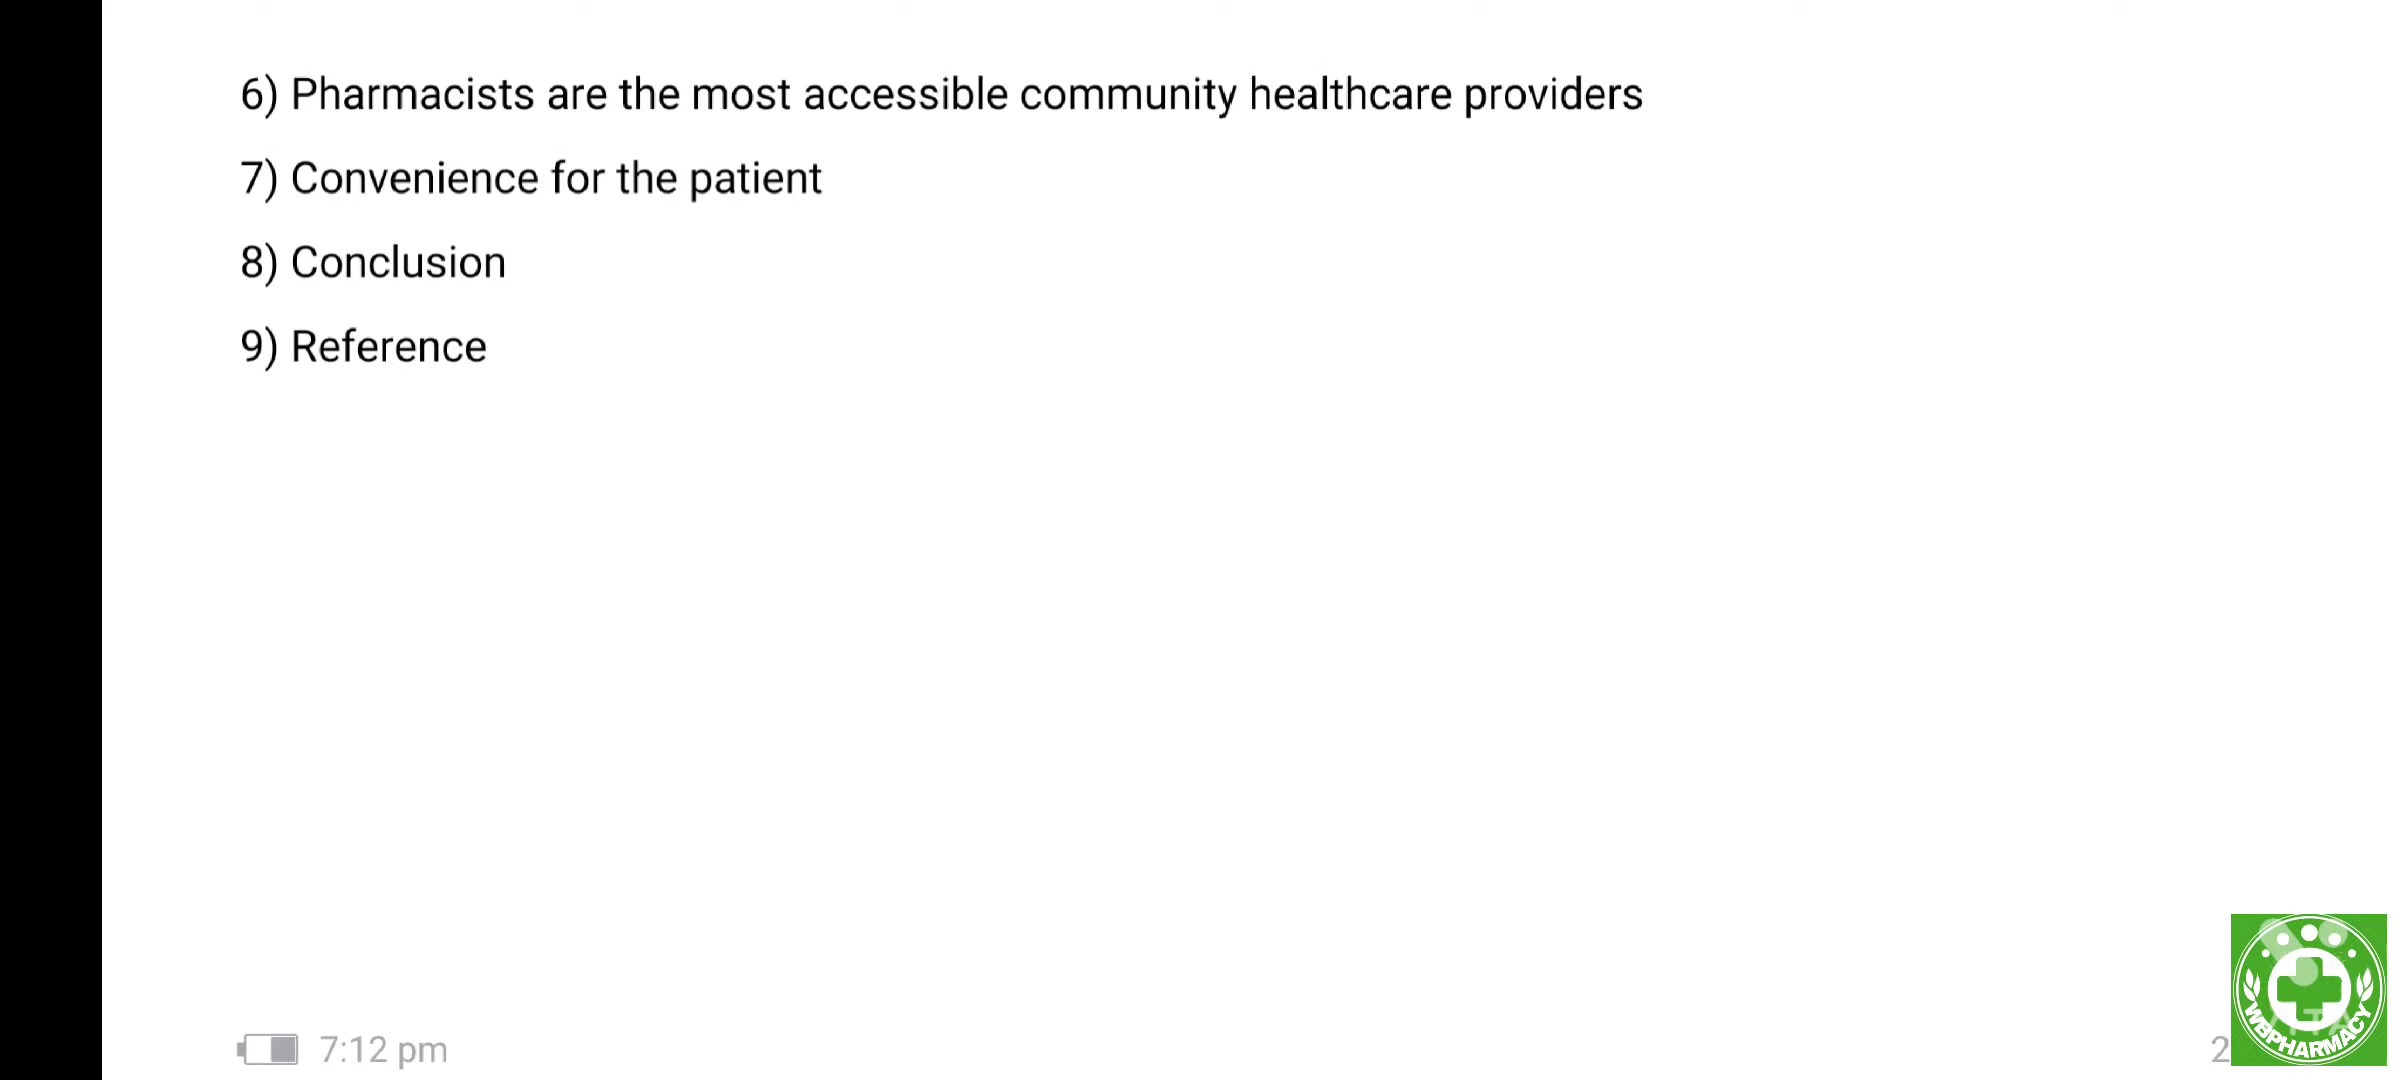 6) Pharmacists are the most accessible community healthcare providers
7) Convenience for the patient
8) Conclusion
9) Reference
7:12 pm
2
WBPHARMACY